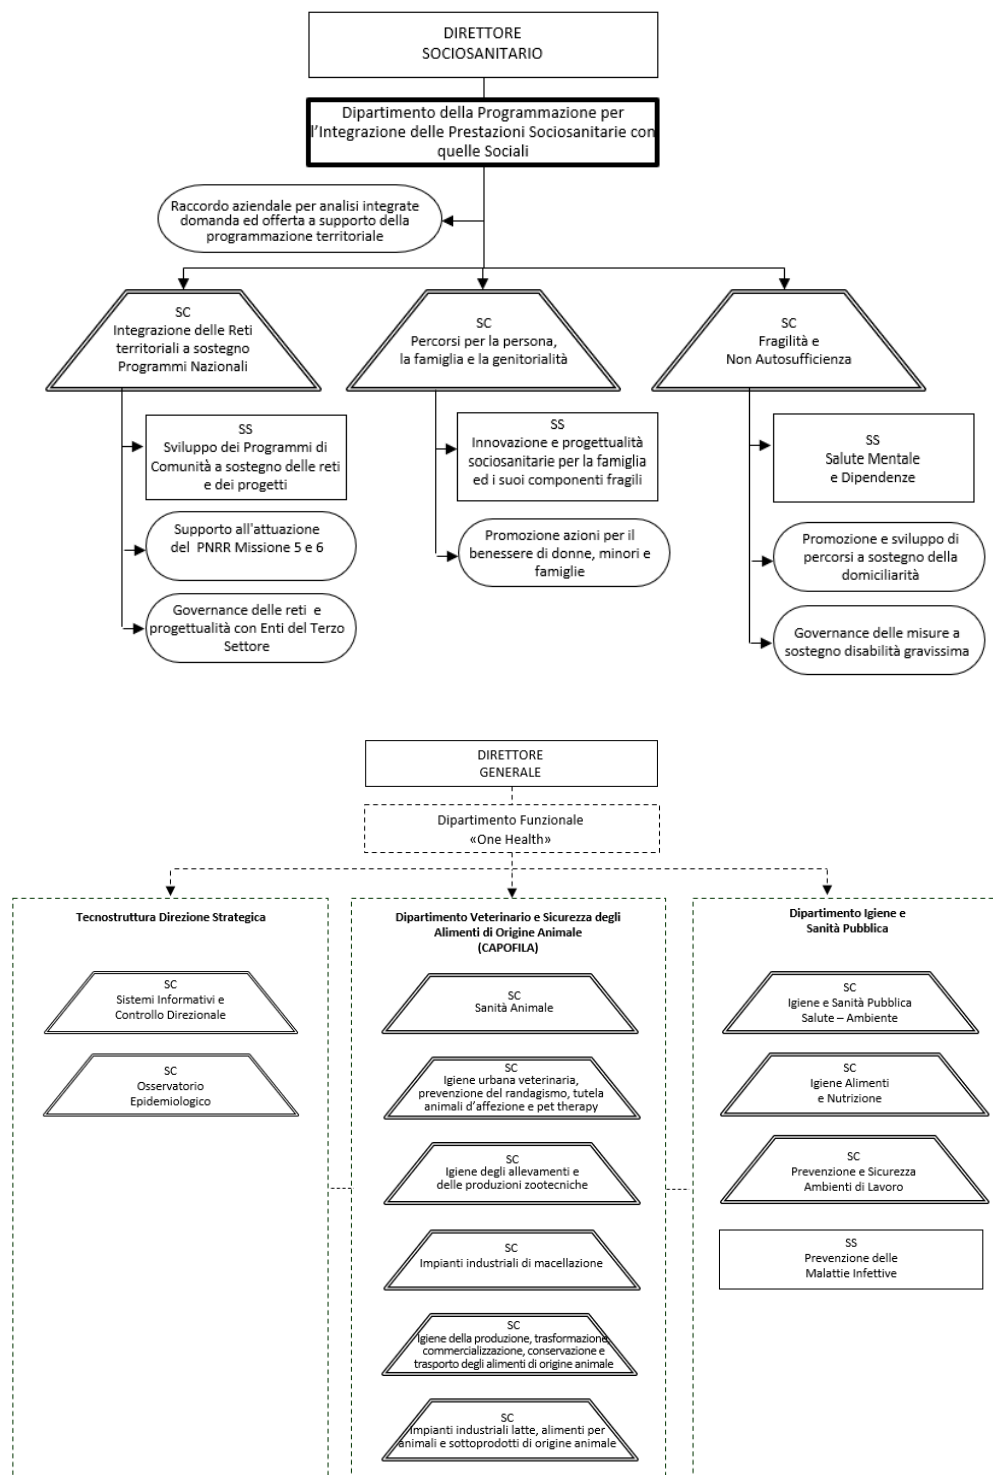 DIRETTORE
SOCIOSANITARIO
Dipartimento della Programmazione per
l’Integrazione delle Prestazioni Sociosanitarie con
quelle Sociali
Raccordo aziendale per analisi integrate
domanda ed offerta a supporto della
programmazione territoriale
SC
Integrazione delle Reti
territoriali a sostegno
Programmi Nazionali
SS
Sviluppo dei Programmi di
Comunità a sostegno delle reti
e dei progetti
Supporto all'attuazione
del PNRR Missione 5 e 6
Governance delle reti e
progettualità con Enti del Terzo
Settore
SC
Percorsi per la persona,
la famiglia e la genitorialità
SS
Innovazione e progettualità
sociosanitarie per la famiglia
ed i suoi componenti fragili
Promozione azioni per il
benessere di donne, minori e
famiglie
SC
Fragilità e
Non Autosufficienza
SS
Salute Mentale
e Dipendenze
Promozione e sviluppo di
percorsi a sostegno della
domiciliarità
Governance delle misure a
sostegno disabilità gravissima
DIRETTORE
GENERALE
Dipartimento Funzionale
«One Health»
Tecnostruttura Direzione Strategica
SC
Sistemi Informativi e
Controllo Direzionale
SC
Osservatorio
Epidemiologico
Dipartimento Veterinario e Sicurezza degli
Alimenti di Origine Animale
(CAPOFILA)
SC
Sanità Animale
SC
Igiene urbana veterinaria,
prevenzione del randagismo, tutela
animali d’affezione e pet therapy
SC
Igiene degli allevamenti e
delle produzioni zootecniche
SC
Impianti industriali di macellazione
SC
Igiene della produzione, trasformazione,
commercializzazione, conservazione e
trasporto degli alimenti di origine animale
SC
Impianti industriali latte, alimenti per
animali e sottoprodotti di origine animale
Dipartimento Igiene e
Sanità Pubblica
SC
Igiene e Sanità Pubblica
Salute – Ambiente
SC
Igiene Alimenti
e Nutrizione
SC
Prevenzione e Sicurezza
Ambienti di Lavoro
SS
Prevenzione delle
Malattie Infettive